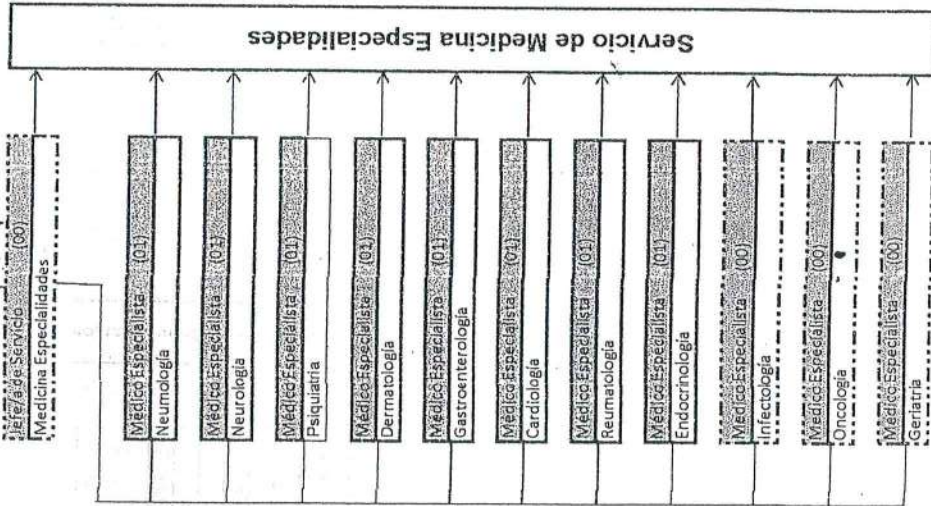 Servicio de Medicina Especialidades
Jefe/a de Servicio (00)
Medicina Especialidades
Médico Especialista (01)
Neumología
Médico Especialista (01)
Neurología
Médico Especialista (01)
Psiquiatría
Médico Especialista (01)
Dermatología
Médico Especialista (01)
Gastroenterología
Médico Especialista (01)
Cardiología
Médico Especialista (01)
Reumatología
Médico Especialista (01)
Endocrinología
Médico Especialista (00)
Infectología
Médico Especialista (00)
Oncología
Médico Especialista (00)
Geriatría